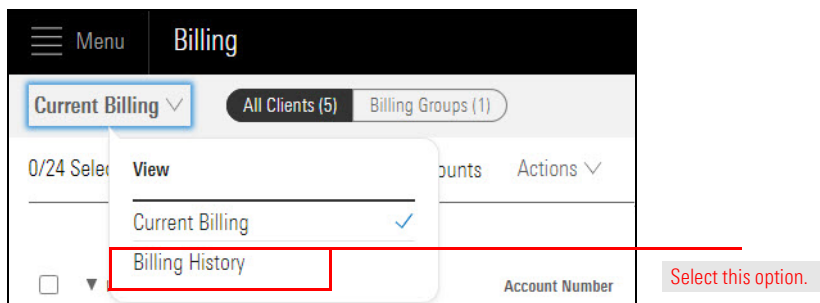 Menu Billing
Current Billing All Clients (5) Billing Groups (1)
0/24 Selec View ounts Actions
Current Billing
Billing History
Account Number
Select this option.